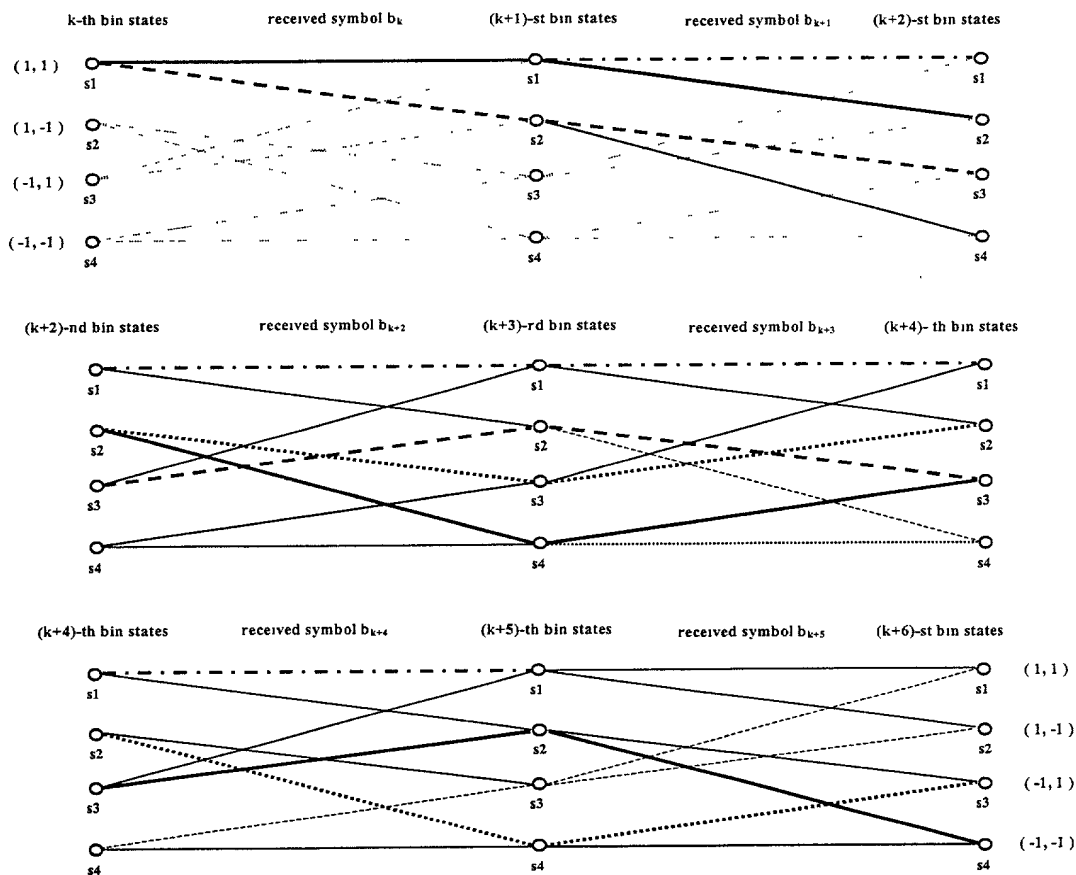 k-th bin states received symbol b_k (k+1)-st bin states received symbol b_{k+1} (k+2)-st bin states
(1,1) s1 s1 s1
(1,-1) s2 s2 s2
(-1,1) s3 s3 s3
(-1,-1) s4 s4 s4
(k+2)-nd bin states received symbol b_{k+2} (k+3)-rd bin states received symbol b_{k+3} (k+4)- th bin states
s1 s1 s1
s2 s2 s2
s3 s3 s3
s4 s4 s4
(k+4)-th bin states received symbol b_{k+4} (k+5)-th bin states received symbol b_{k+5} (k+6)-st bin states
s1 s1 s1 (1,1)
s2 s2 s2 (1,-1)
s3 s3 s3 (-1,1)
s4 s4 s4 (-1,-1)